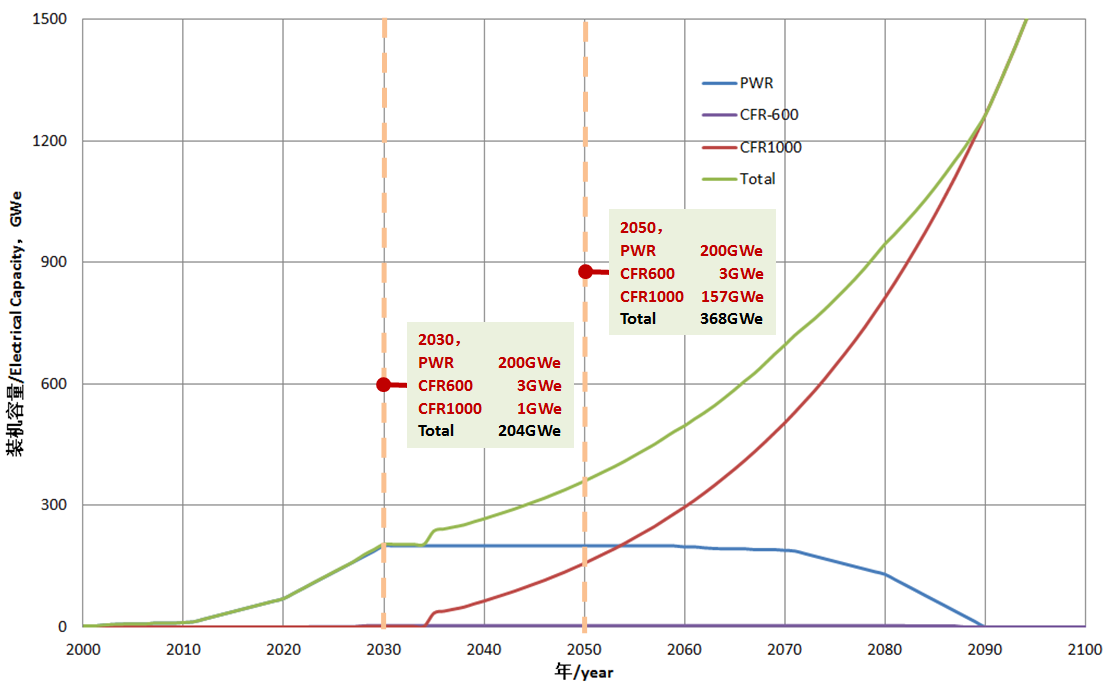 1500
1200
900
600
300
0
装机容量/Electrical Capacity，GWe
PWR
CFR-600
CFR1000
Total
2050，
PWR 200GWe
CFR600 3GWe
CFR1000 157GWe
Total 368GWe
2030，
PWR 200GWe
CFR600 3GWe
CFR1000 1GWe
Total 204GWe
2000 2010 2020 2030 2040 2050 2060 2070 2080 2090 2100
年/year